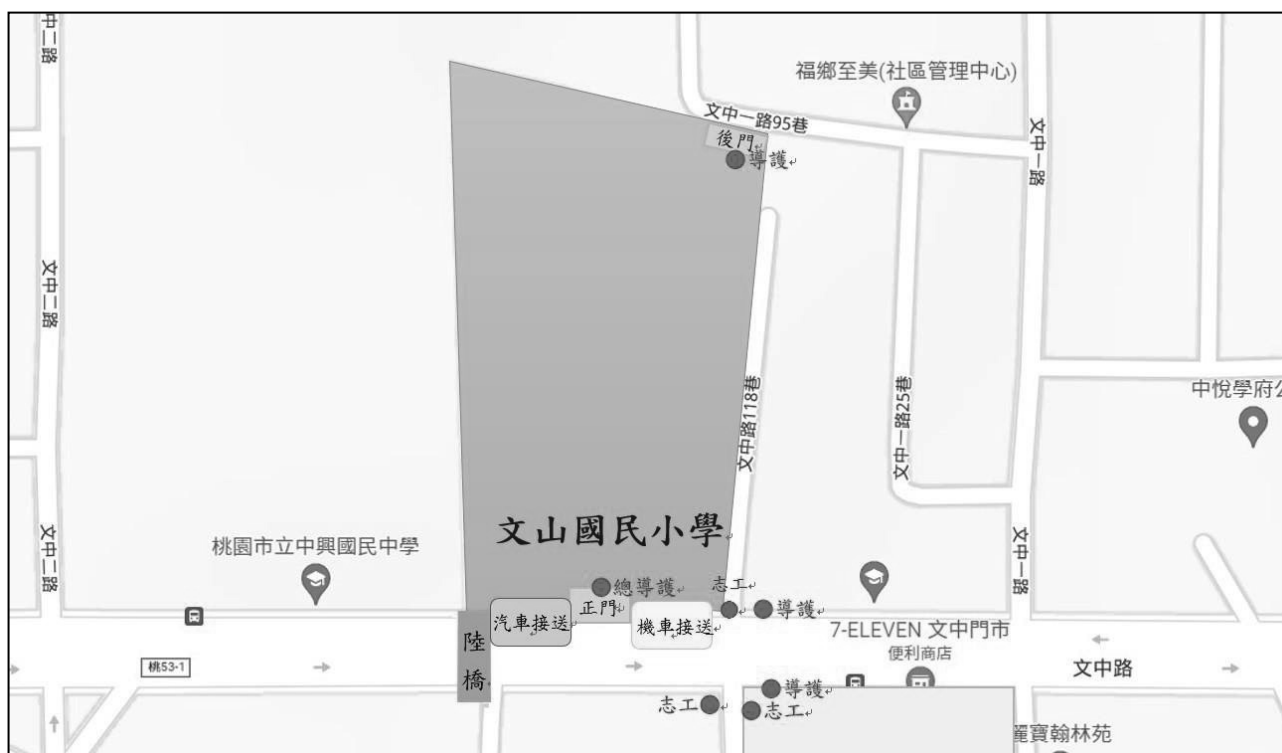 文中二路
福鄉至美(社區管理中心)
文中一路95巷
後門
導護
文中一路
文中二路
文中路118巷
文中一路25巷
中悅學府公
文山國民小學
文中二路
桃園市立中興國民中學
文中一路
總導護
志工
汽車接送
正門
機車接送
導護
7-ELEVEN 文中門市
便利商店
陸橋
桃53-1
文中路
導護
志工
志工
麗寶翰林苑